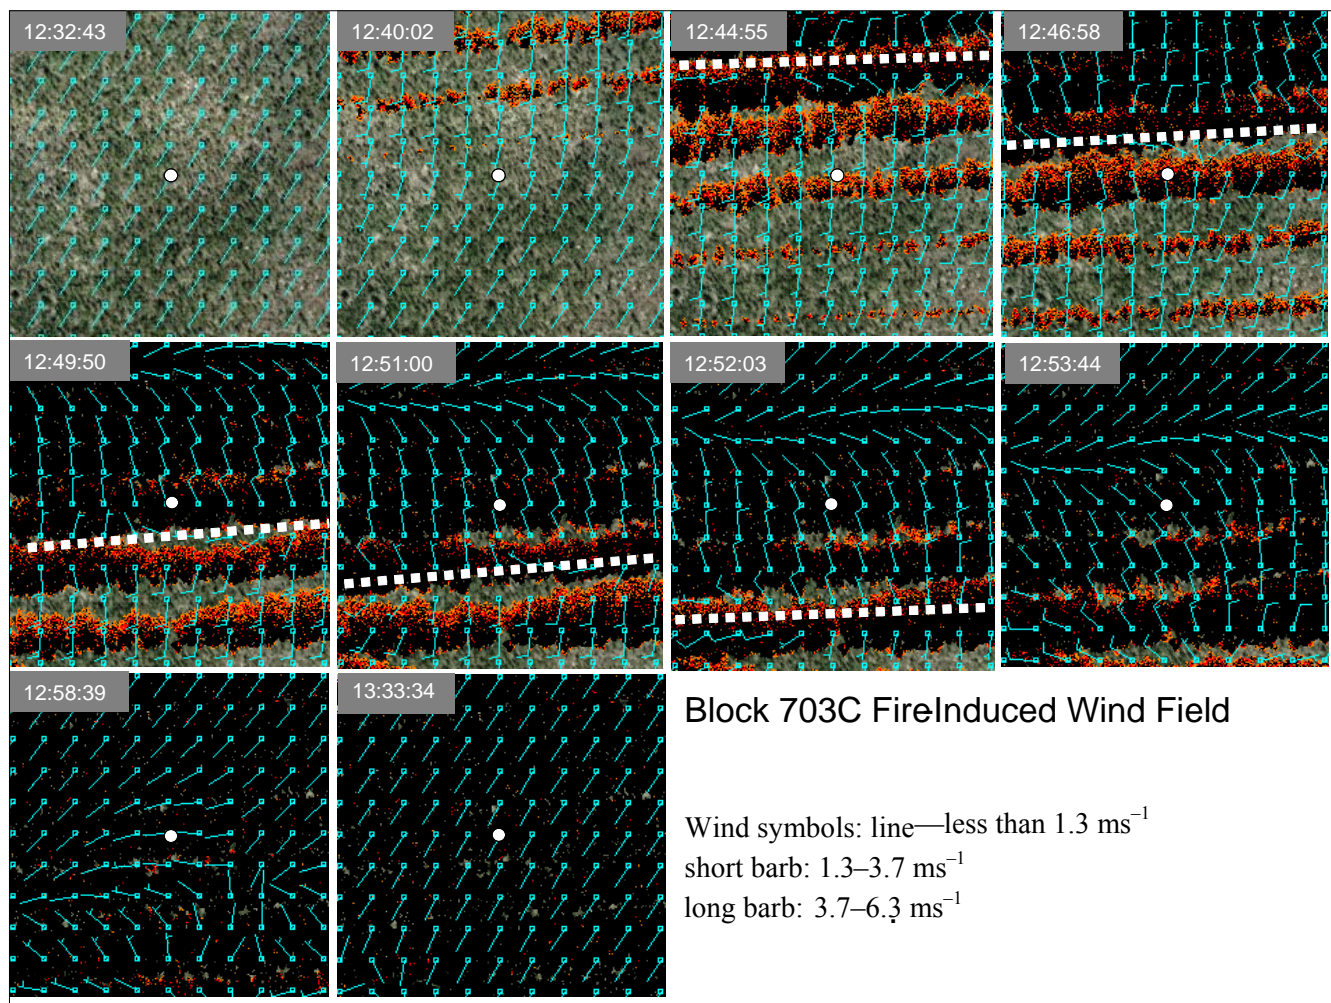 12:32:43
12:40:02
12:44:55
12:46:58
12:49:50
12:51:00
12:52:03
12:53:44
12:58:39
13:33:34
Block 703C Fire-Induced Wind Field
Wind symbols: line—less than 1.3 ms⁻¹
short barb: 1.3–3.7 ms⁻¹
long barb: 3.7–6.3 ms⁻¹